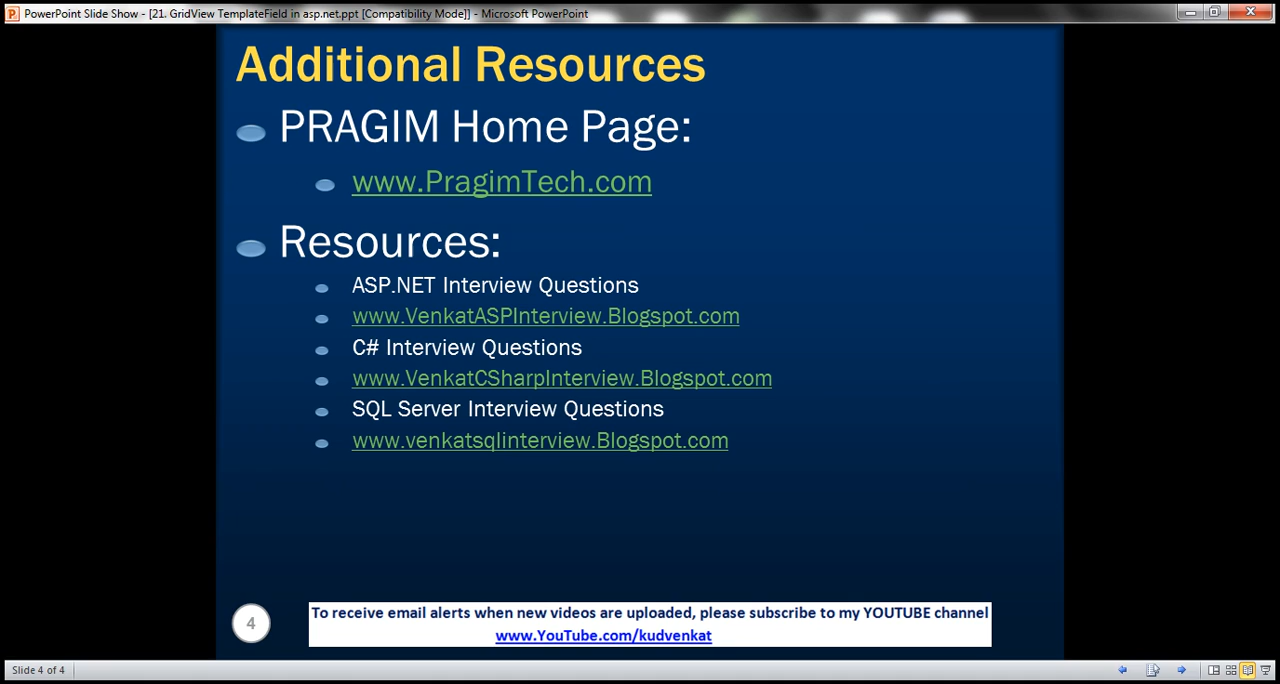 PowerPoint Slide Show - [21. GridView TemplateField in asp.net.ppt [Compatibility Mode]] - Microsoft PowerPoint
Additional Resources
PRAGIM Home Page:
www.PragimTech.com
Resources:
ASP.NET Interview Questions
www.VenkatASPInterview.Blogspot.com
C# Interview Questions
www.VenkatCSharpInterview.Blogspot.com
SQL Server Interview Questions
www.venkatsqlinterview.Blogspot.com
4
To receive email alerts when new videos are uploaded, please subscribe to my YOUTUBE channel
www.YouTube.com/kudvenkat
Slide 4 of 4